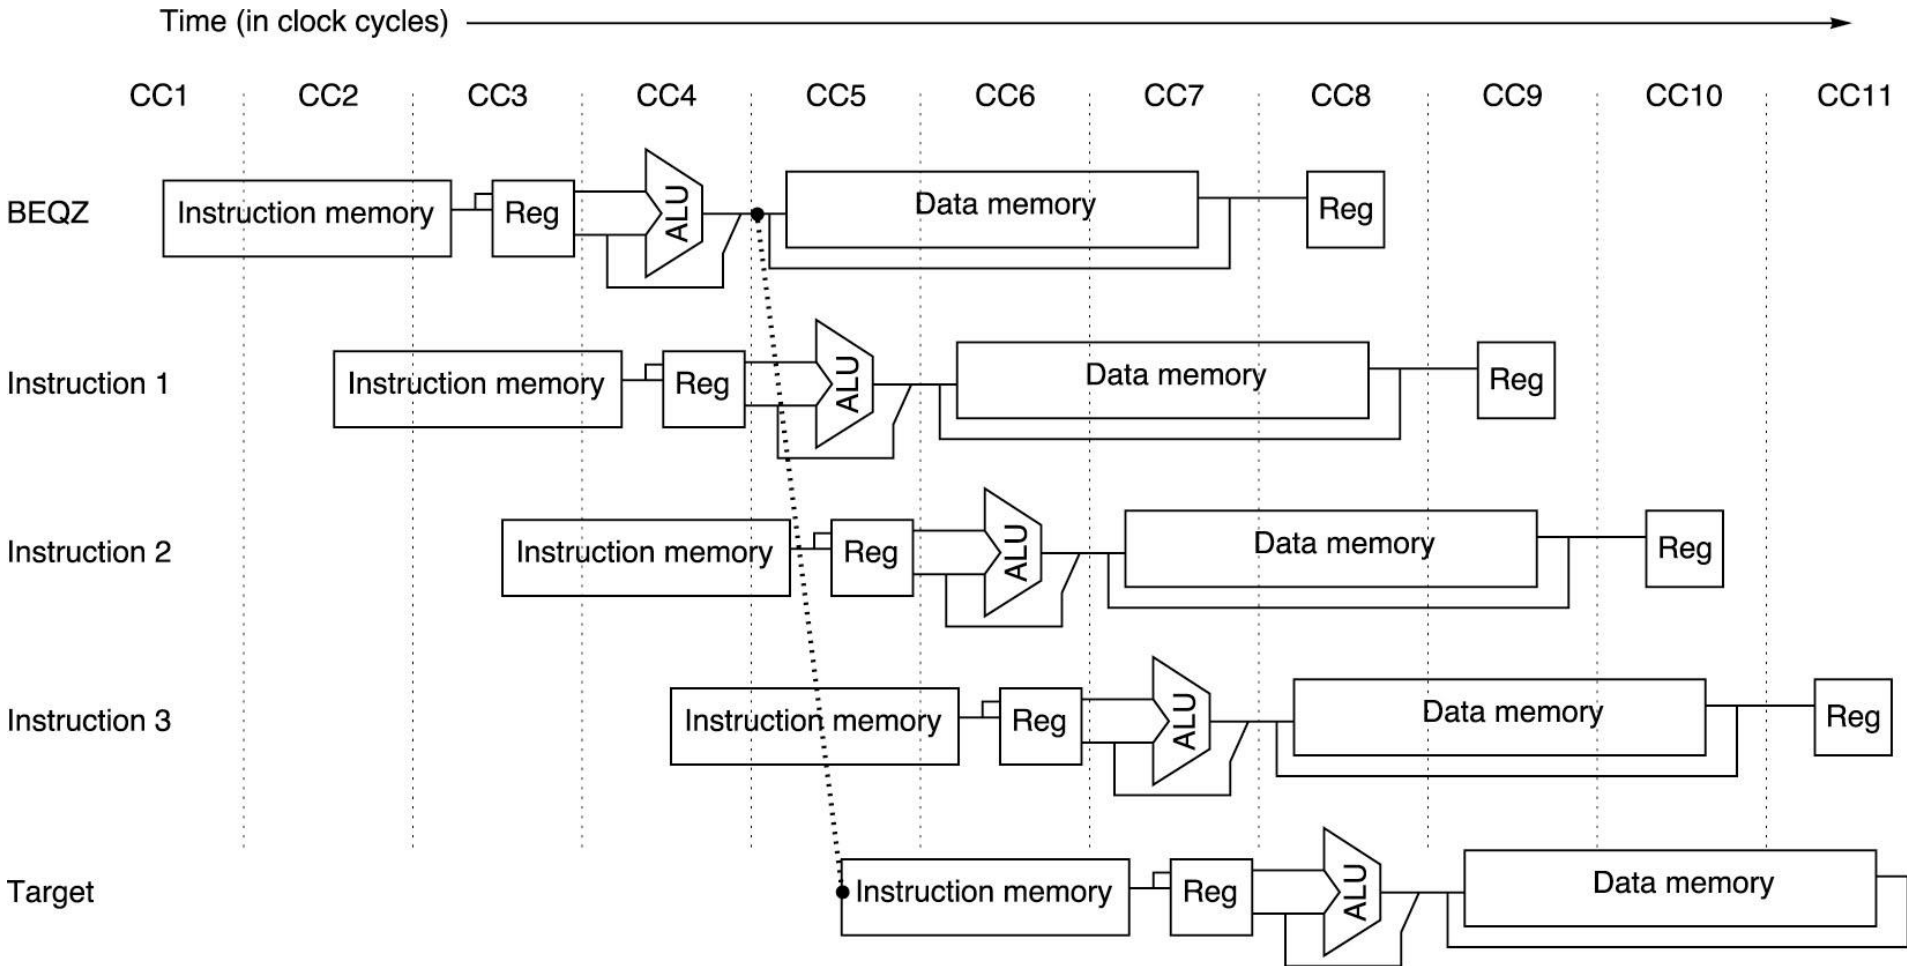 Time (in clock cycles)
CC1 CC2 CC3 CC4 CC5 CC6 CC7 CC8 CC9 CC10 CC11
BEQZ Instruction memory Reg ALU Data memory Reg
Instruction 1 Instruction memory Reg ALU Data memory Reg
Instruction 2 Instruction memory Reg ALU Data memory Reg
Instruction 3 Instruction memory Reg ALU Data memory Reg
Target Instruction memory Reg ALU Data memory